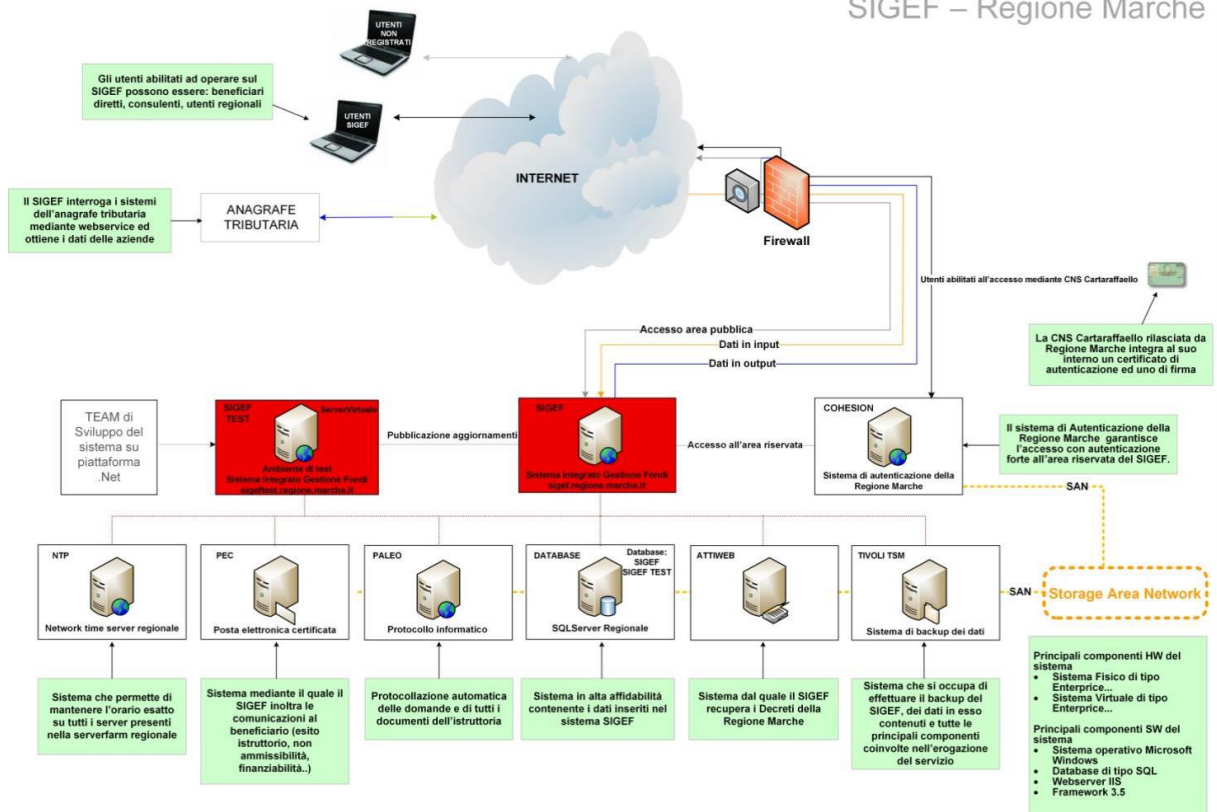 SIGEF – Regione Marche
UTENTI
NON
REGISTRATI
Gli utenti abilitati ad operare sul
SIGEF possono essere: beneficiari
diretti, consulenti, utenti regionali
UTENTI
SIGEF
INTERNET
Firewall
Il SIGEF interroga i sistemi
dell'anagrafe tributaria
mediante webservice ed
ottiene i dati delle aziende
ANAGRAFE
TRIBUTARIA
Utenti abilitati all'accesso mediante CNS Cartaraffaello
La CNS Cartaraffaello rilasciata da
Regione Marche integra al suo
interno un certificato di
autenticazione ed uno di firma
Accesso area pubblica
Dati in input
Dati in output
TEAM di
Sviluppo del
sistema su
piattaforma
.Net
SIGEF
TEST
ServerVirtuale
Ambiente di test
Sistema Integrato Gestione Fondi
sigeftest.regione.marche.it
Pubblicazione aggiornamenti
SIGEF
Sistema Integrato Gestione Fondi
sigef.regione.marche.it
Accesso all'area riservata
COHESION
Sistema di autenticazione della
Regione Marche
Il sistema di Autenticazione della
Regione Marche garantisce
l'accesso con autenticazione
forte all'area riservata del SIGEF.
SAN
NTP
Network time server regionale
PEC
Posta elettronica certificata
PALEO
Protocollo informatico
DATABASE
Database:
SIGEF
SIGEF TEST
SQLServer Regionale
ATTIWEB
TIVOLI TSM
Sistema di backup dei dati
SAN
Storage Area Network
Sistema che permette di
mantenere l'orario esatto
su tutti i server presenti
nella serverfarm regionale
Sistema mediante il quale il
SIGEF inoltra le
comunicazioni al
beneficiario (esito
istruttorio, non
ammissibilità,
finanziabilità..)
Protocollazione automatica
delle domande e di tutti i
documenti dell'istruttoria
Sistema in alta affidabilità
contenente i dati inseriti nel
sistema SIGEF
Sistema dal quale il SIGEF
recupera i Decreti della
Regione Marche
Sistema che si occupa di
effettuare il backup del
SIGEF, dei dati in esso
contenuti e tutte le
principali componenti
coinvolte nell'erogazione
del servizio
Principali componenti HW del
sistema
• Sistema Fisico di tipo
Enterprice...
• Sistema Virtuale di tipo
Enterprice...
Principali componenti SW del
sistema
• Sistema operativo Microsoft
Windows
• Database di tipo SQL
• Webserver IIS
• Framework 3.5